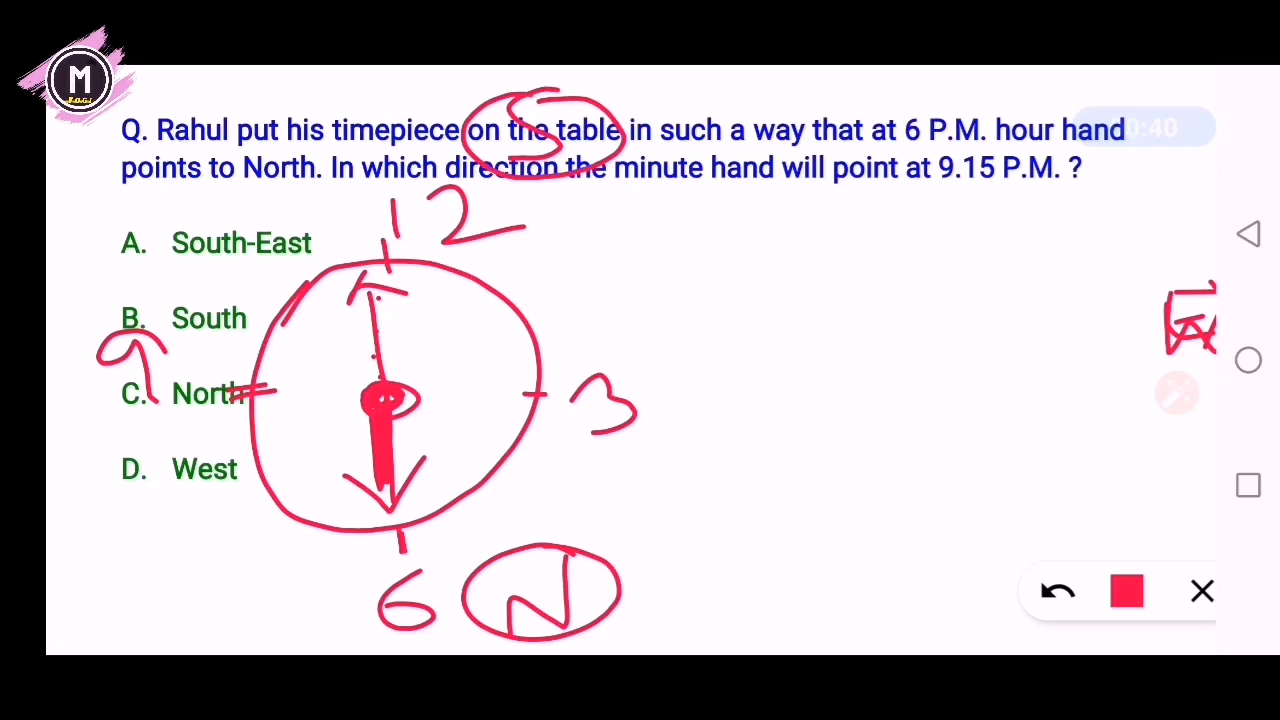 M
Q. Rahul put his timepiece on the table in such a way that at 6 P.M. hour hand
points to North. In which direction the minute hand will point at 9.15 P.M. ?
S
12
A. South-East
B. South
9
C. North
3
D. West
6 N